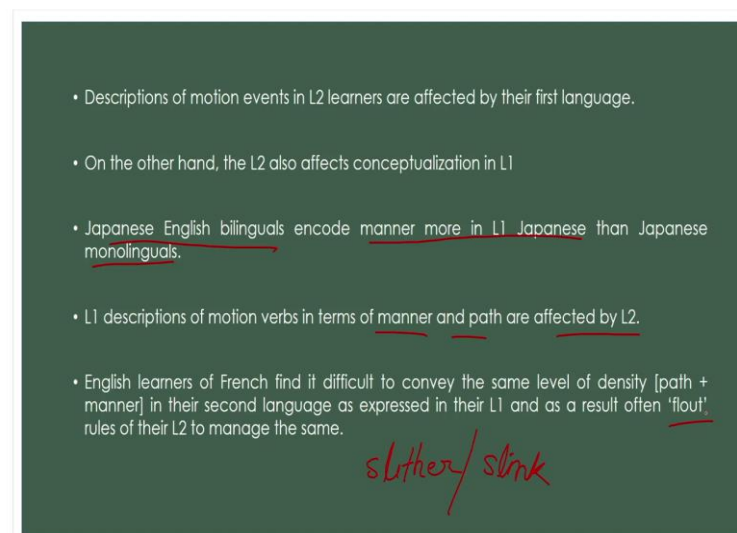 • Descriptions of motion events in L2 learners are affected by their first language.
• On the other hand, the L2 also affects conceptualization in L1
• Japanese English bilinguals encode manner more in L1 Japanese than Japanese
monolinguals.
• L1 descriptions of motion verbs in terms of manner and path are affected by L2.
• English learners of French find it difficult to convey the same level of density [path +
manner] in their second language as expressed in their L1 and as a result often ‘flout’
rules of their L2 to manage the same.
slither/slink